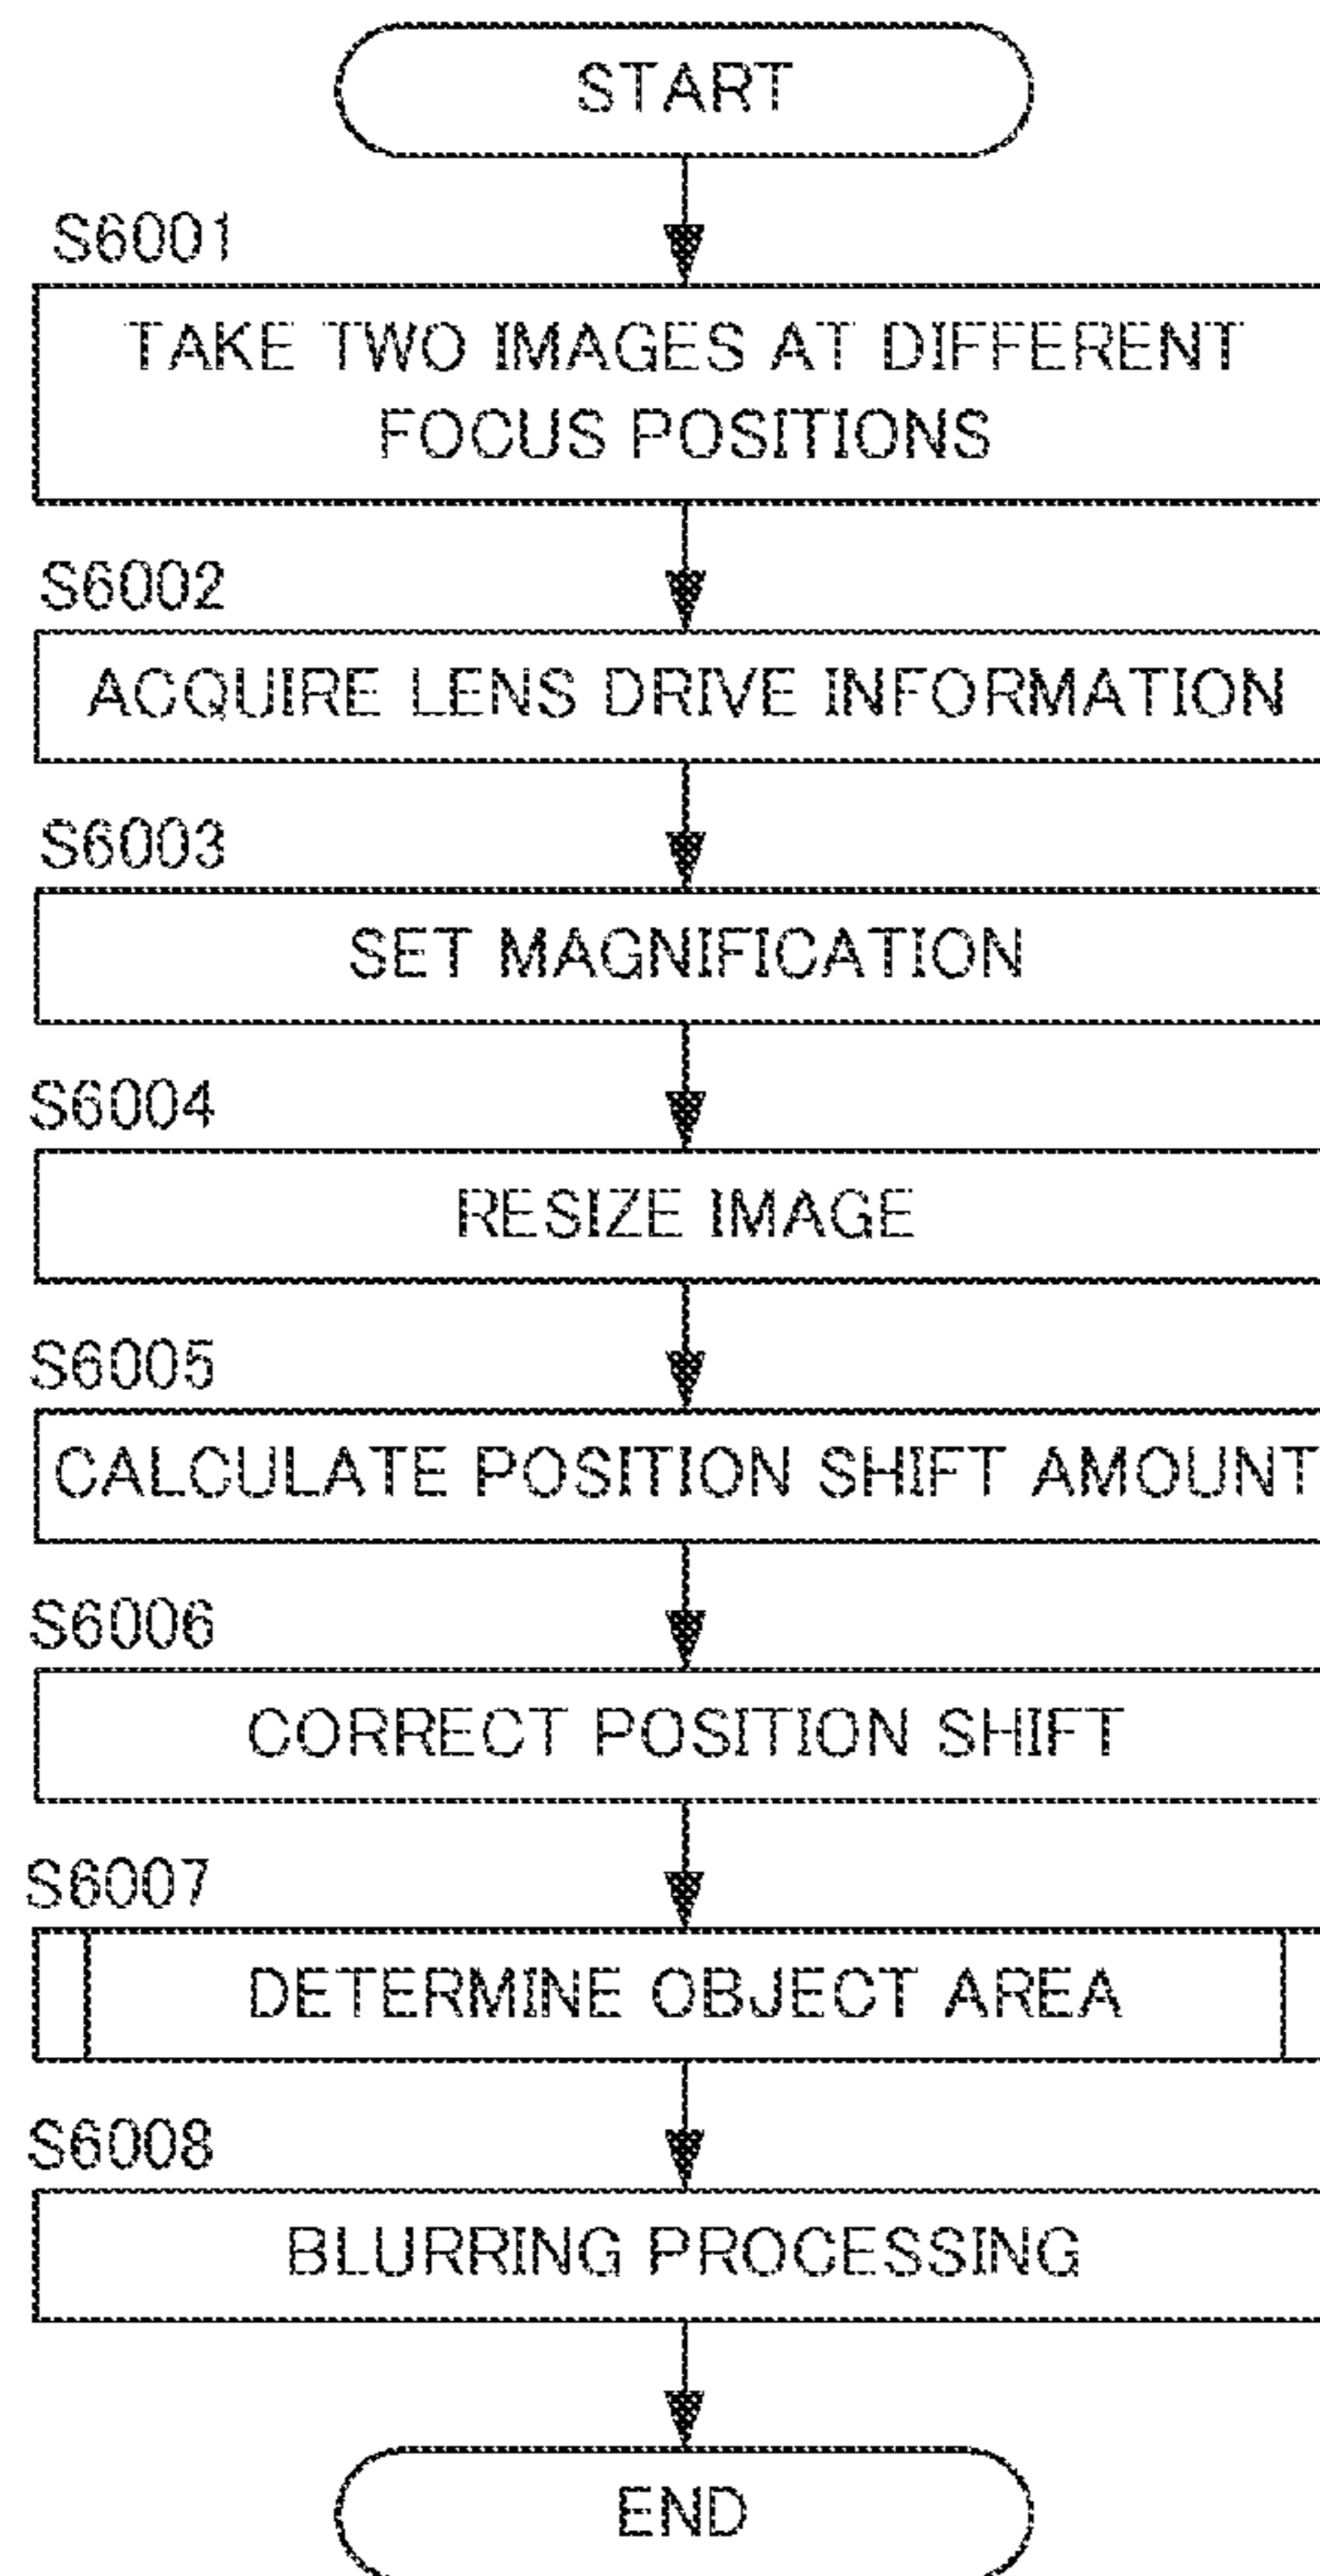 START
S6001
TAKE TWO IMAGES AT DIFFERENT
FOCUS POSITIONS
S6002
ACQUIRE LENS DRIVE INFORMATION
S6003
SET MAGNIFICATION
S6004
RESIZE IMAGE
S6005
CALCULATE POSITION SHIFT AMOUNT
S6006
CORRECT POSITION SHIFT
S6007
DETERMINE OBJECT AREA
S6008
BLURRING PROCESSING
END